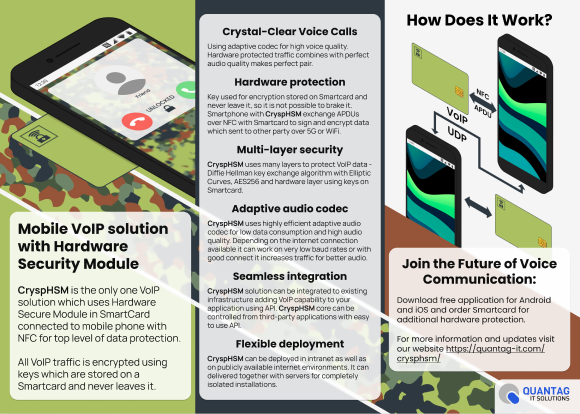 Friend
UNLOCKED
Mobile VoIP solution
with Hardware
Security Module
CryspHSM is the only one VoIP
solution which uses Hardware
Secure Module in SmartCard
connected to mobile phone with
NFC for top level of data protection.
All VoIP traffic is encrypted using
keys which are stored on a
Smartcard and never leaves it.
Crystal-Clear Voice Calls
Using adaptive codec for high voice quality.
Hardware protected traffic combines with perfect
audio quality makes perfect pair.
Hardware protection
Key used for encryption stored on Smartcard and
never leave it, so it is not possible to brake it.
Smartphone with CryspHSM exchange APDUs
over NFC with Smartcard to sign and encrypt data
which sent to other party over 5G or WiFi.
Multi-layer security
CryspHSM uses many layers to protect VoIP data -
Diffie Hellman key exchange algorithm with Elliptic
Curves, AES256 and hardware layer using keys on
Smartcard.
Adaptive audio codec
CryspHSM uses highly efficient adaptive audio
codec for low data consumption and high audio
quality. Depending on the internet connection
available it can work on very low baud rates or with
good connect it increases traffic for better audio.
Seamless integration
CryspHSM solution can be integrated to existing
infrastructure adding VoIP capability to your
application using API. CryspHSM core can be
controlled from third-party applications with easy
to use API.
Flexible deployment
CryspHSM can be deployed in intranet as well as
on publicly available internet environments. It can
delivered together with servers for completely
isolated installations.
How Does It Work?
NFC
APDU
VoIP
UDP
Join the Future of Voice
Communication:
Download free application for Android
and iOS and order Smartcard for
additional hardware protection.
For more information and updates visit
our website https://quantag-it.com/
crysphsm/
QUANTAG
IT SOLUTIONS